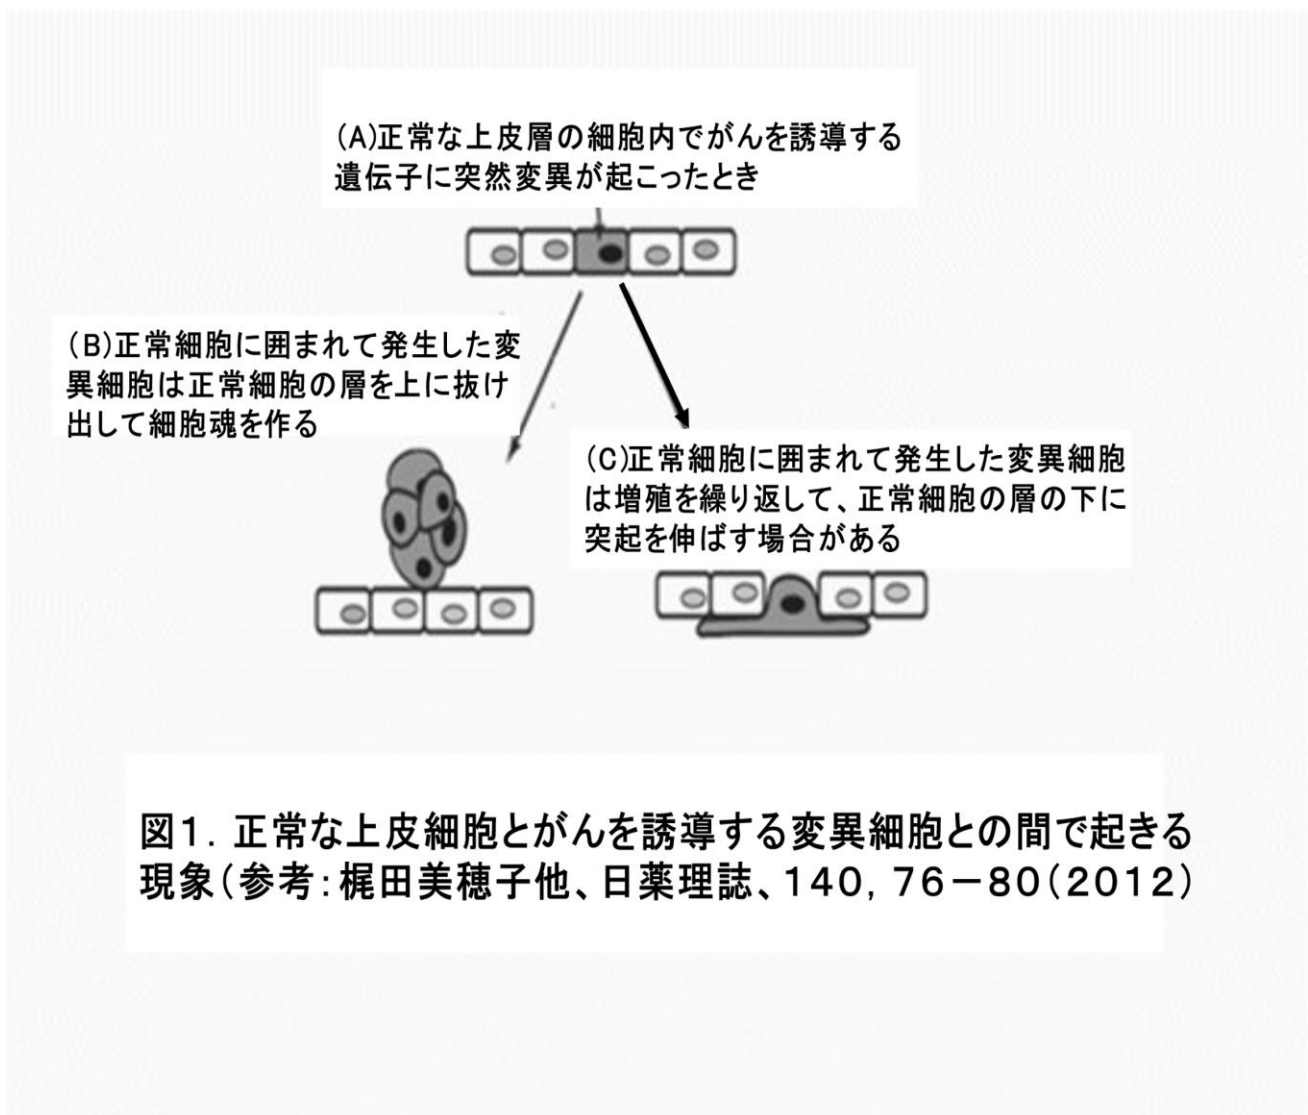 (A)正常な上皮層の細胞内でがんを誘導する
遺伝子に突然変異が起こったとき
(B)正常細胞に囲まれて発生した変
異細胞は正常細胞の層を上に抜け
出して細胞魂を作る
(C)正常細胞に囲まれて発生した変異細胞
は増殖を繰り返して、正常細胞の層の下に
突起を伸ばす場合がある
図1. 正常な上皮細胞とがんを誘導する変異細胞との間で起きる
現象(参考:梶田美穂子他、日薬理誌、140, 76-80(2012)